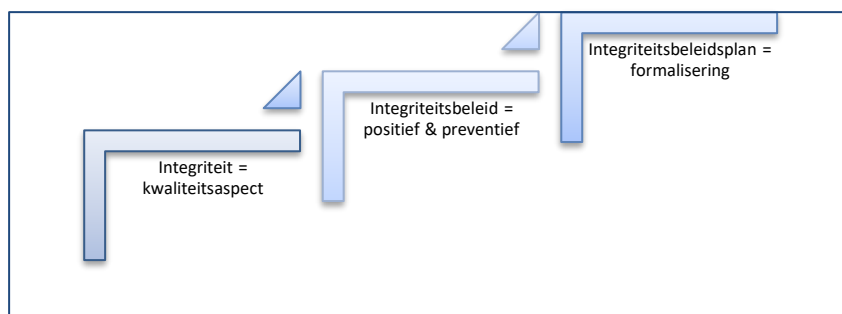 Integriteit =
kwaliteitsaspect
Integriteitsbeleid =
positief & preventief
Integriteitsbeleidsplan =
formalisering